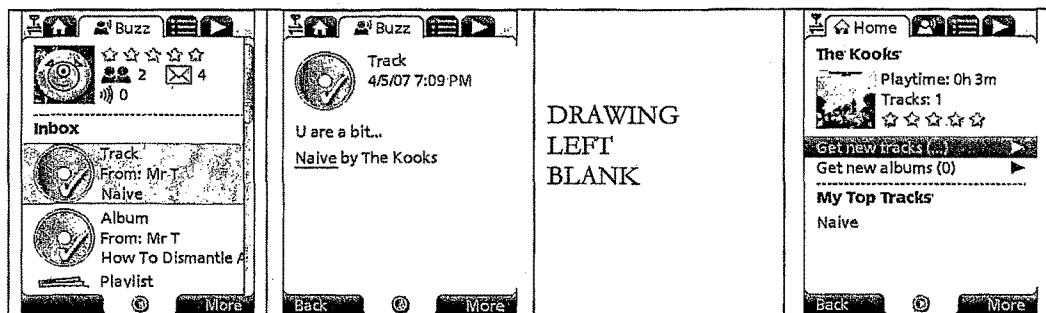 Buzz
2 4
0
Inbox
Track
From: Mr T
Naive
Album
From: Mr T
How To Dismantle A
Playlist
More
Buzz
Track
4/5/07 7:09 PM
U are a bit...
Naive by The Kooks
Back More
DRAWING
LEFT
BLANK
Home
The Kooks
Playtime: 0h 3m
Tracks: 1
Get new tracks (...)
Get new albums (0)
My Top Tracks
Naive
Back More